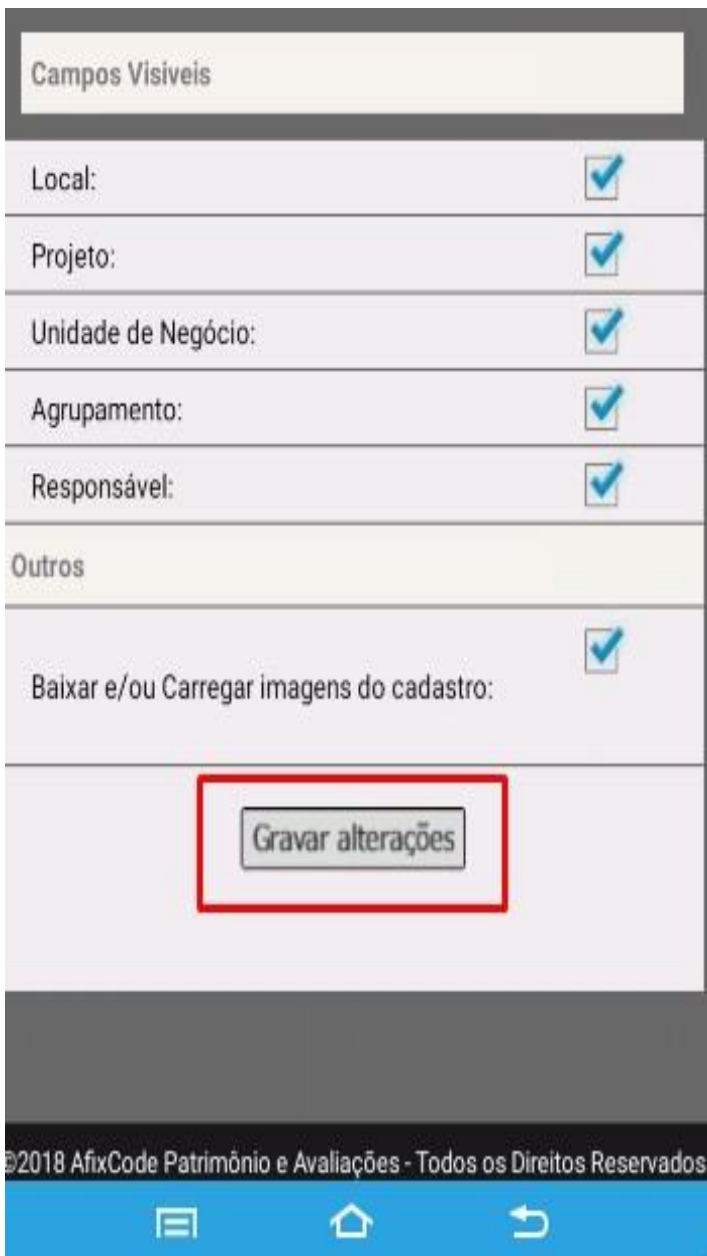 Campos Visiveis
Local:
Projeto:
Unidade de Negócio:
Agrupamento:
Responsável:
Outros
Baixar e/ou Carregar imagens do cadastro:
Gravar alterações
©2018 AfixCode Patrimônio e Avaliações - Todos os Direitos Reservados